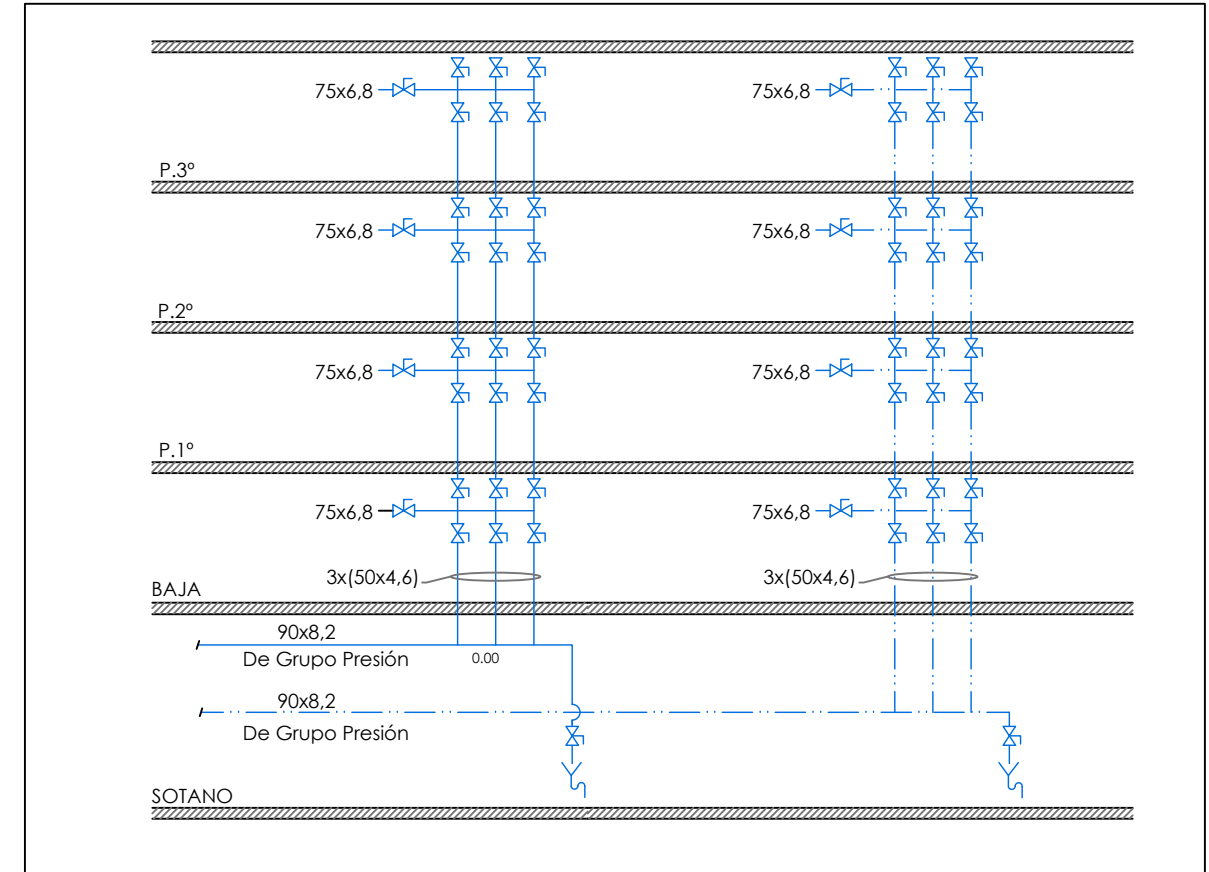 75x6,8 75x6,8
P.3º
75x6,8 75x6,8
P.2º
75x6,8 75x6,8
P.1º
75x6,8 75x6,8
3x(50x4,6) 3x(50x4,6)
BAJA
90x8,2
De Grupo Presión 0.00
90x8,2
De Grupo Presión
SOTANO